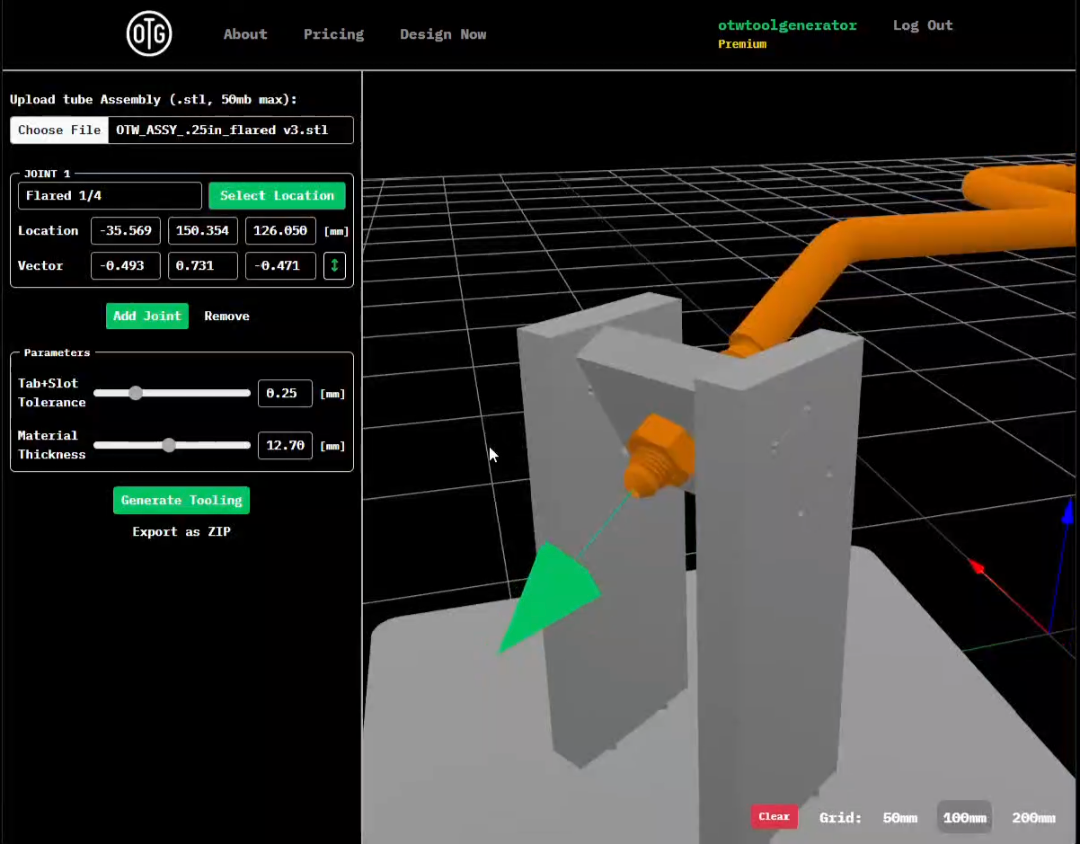 OTG
About
Pricing
Design Now
otwtoolgenerator
Premium
Log Out
Upload tube Assembly (.stl, 50mb max):
Choose File OTW_ASSY_.25in_flared v3.stl
JOINT 1
Flared 1/4
Select Location
Location -35.569 150.354 126.050 [mm]
Vector -0.493 0.731 -0.471
Add Joint
Remove
Parameters
Tab+Slot
Tolerance
0.25 [mm]
Material
Thickness
12.70 [mm]
Generate Tooling
Export as ZIP
Clear
Grid: 50mm 100mm 200mm